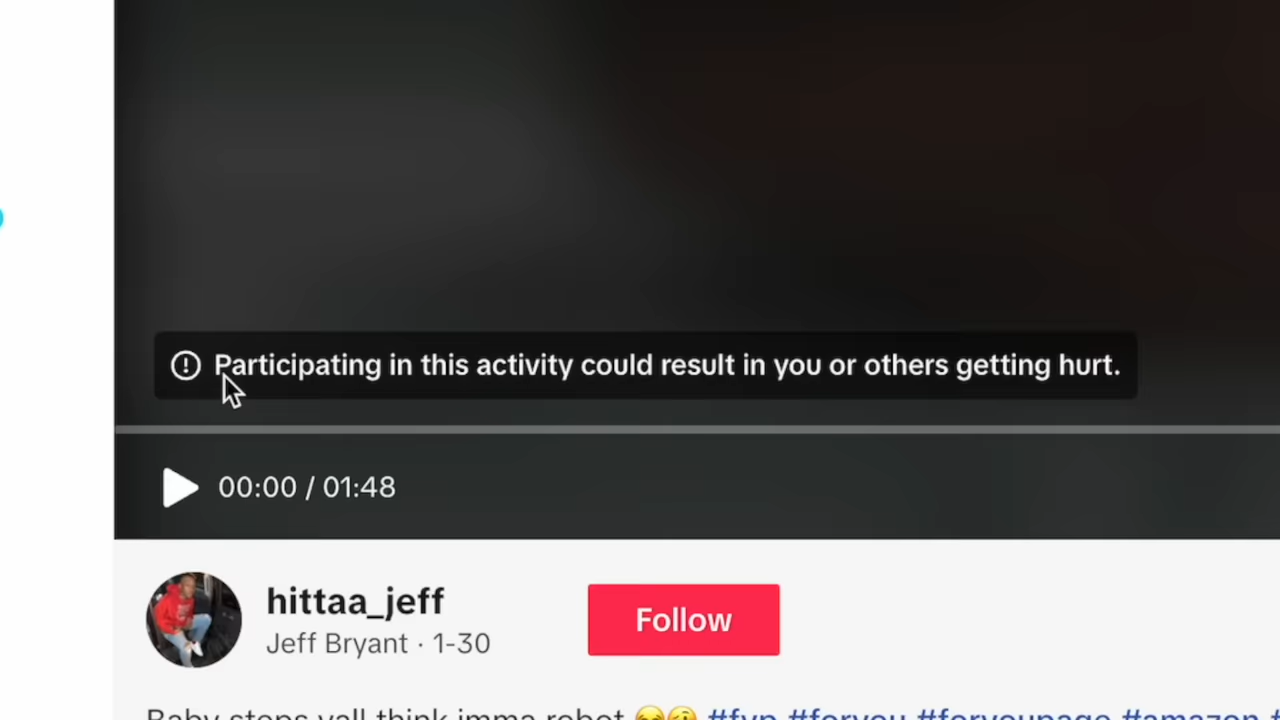 Participating in this activity could result in you or others getting hurt.
00:00 / 01:48
hittaa_jeff
Follow
Jeff Bryant · 1-30
Baby steps yall think imma robot 😂🤣 #fyp #foryou #foryoupage #amazon